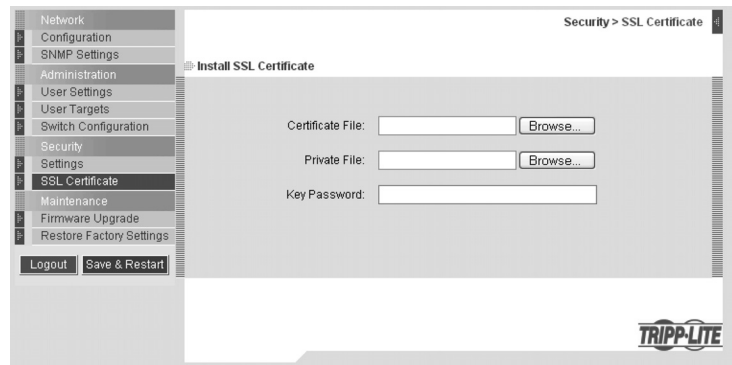 Network
Configuration
SNMP Settings
Administration
User Settings
User Targets
Switch Configuration
Security
Settings
SSL Certificate
Maintenance
Firmware Upgrade
Restore Factory Settings
Logout Save & Restart
Security > SSL Certificate
Install SSL Certificate
Certificate File: Browse...
Private File: Browse...
Key Password:
TRIPP·LITE